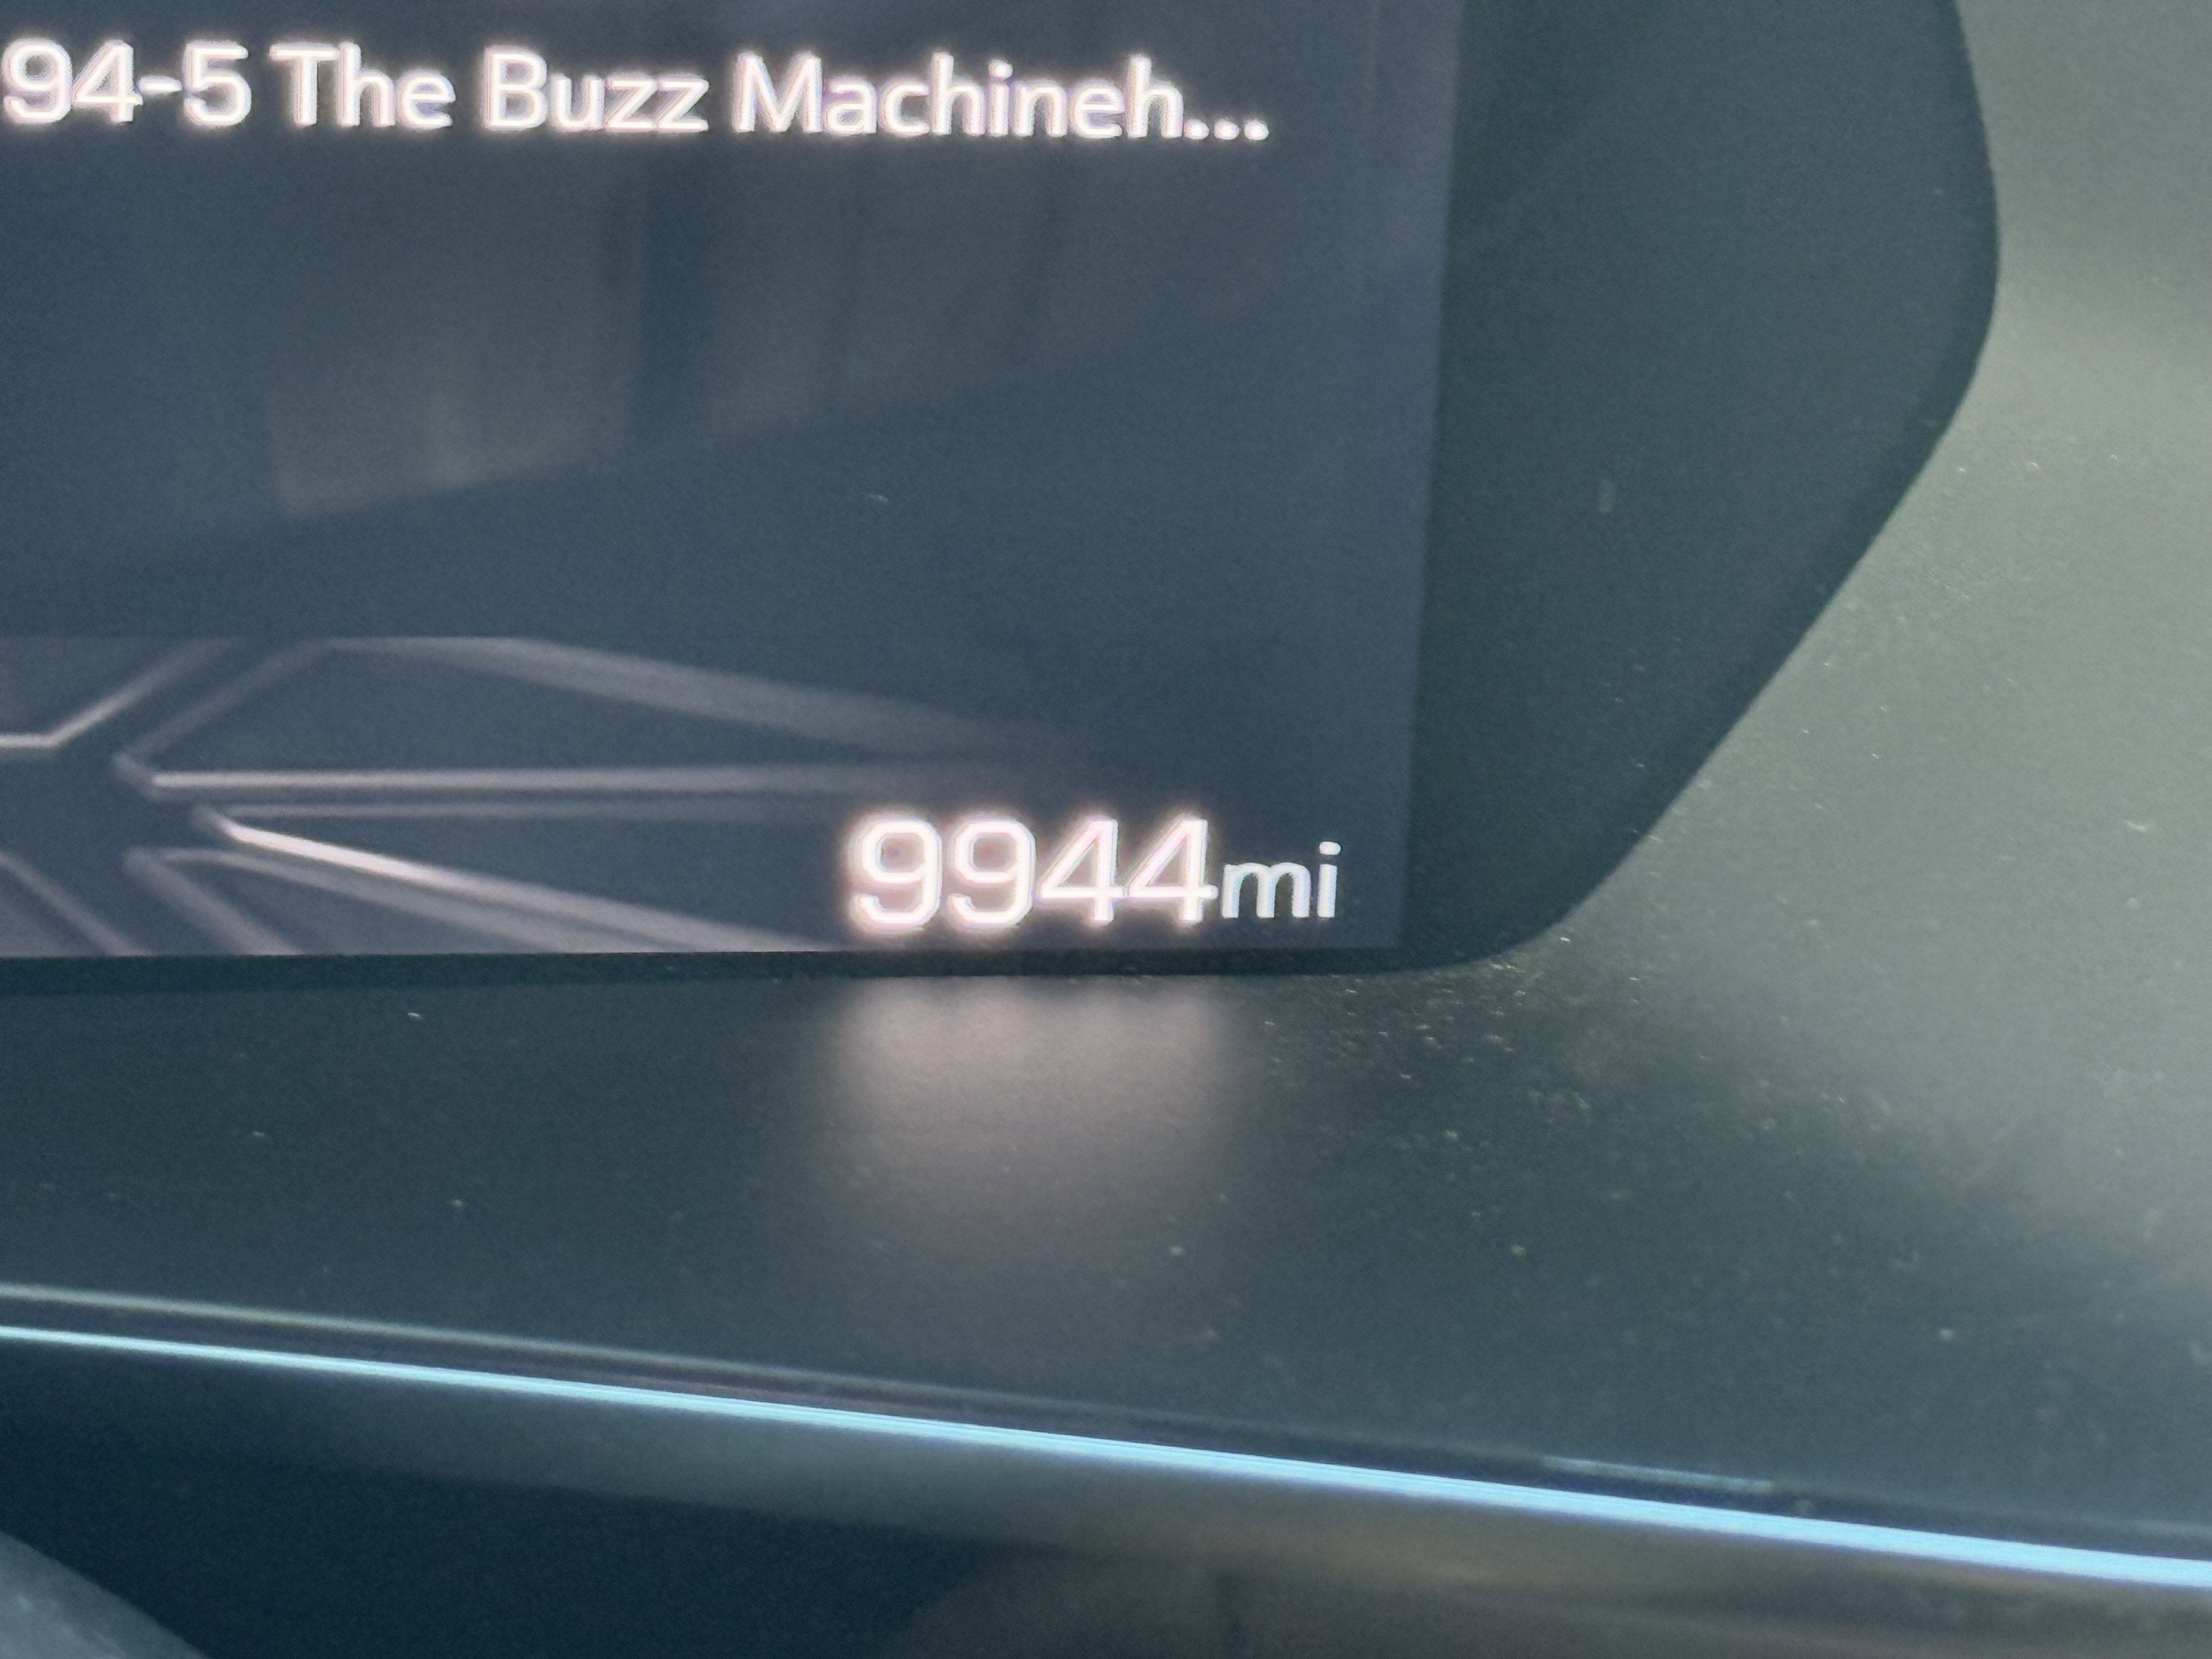 94-5 The Buzz Machineh...
9944mi